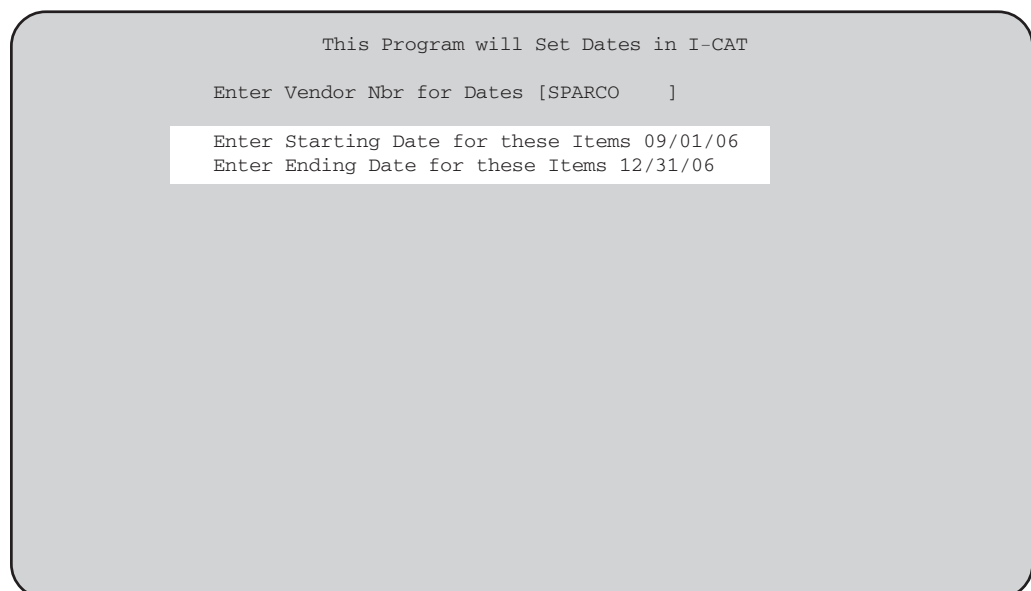 This Program will Set Dates in I-CAT
Enter Vendor Nbr for Dates [SPARCO    ]
Enter Starting Date for these Items 09/01/06
Enter Ending Date for these Items 12/31/06